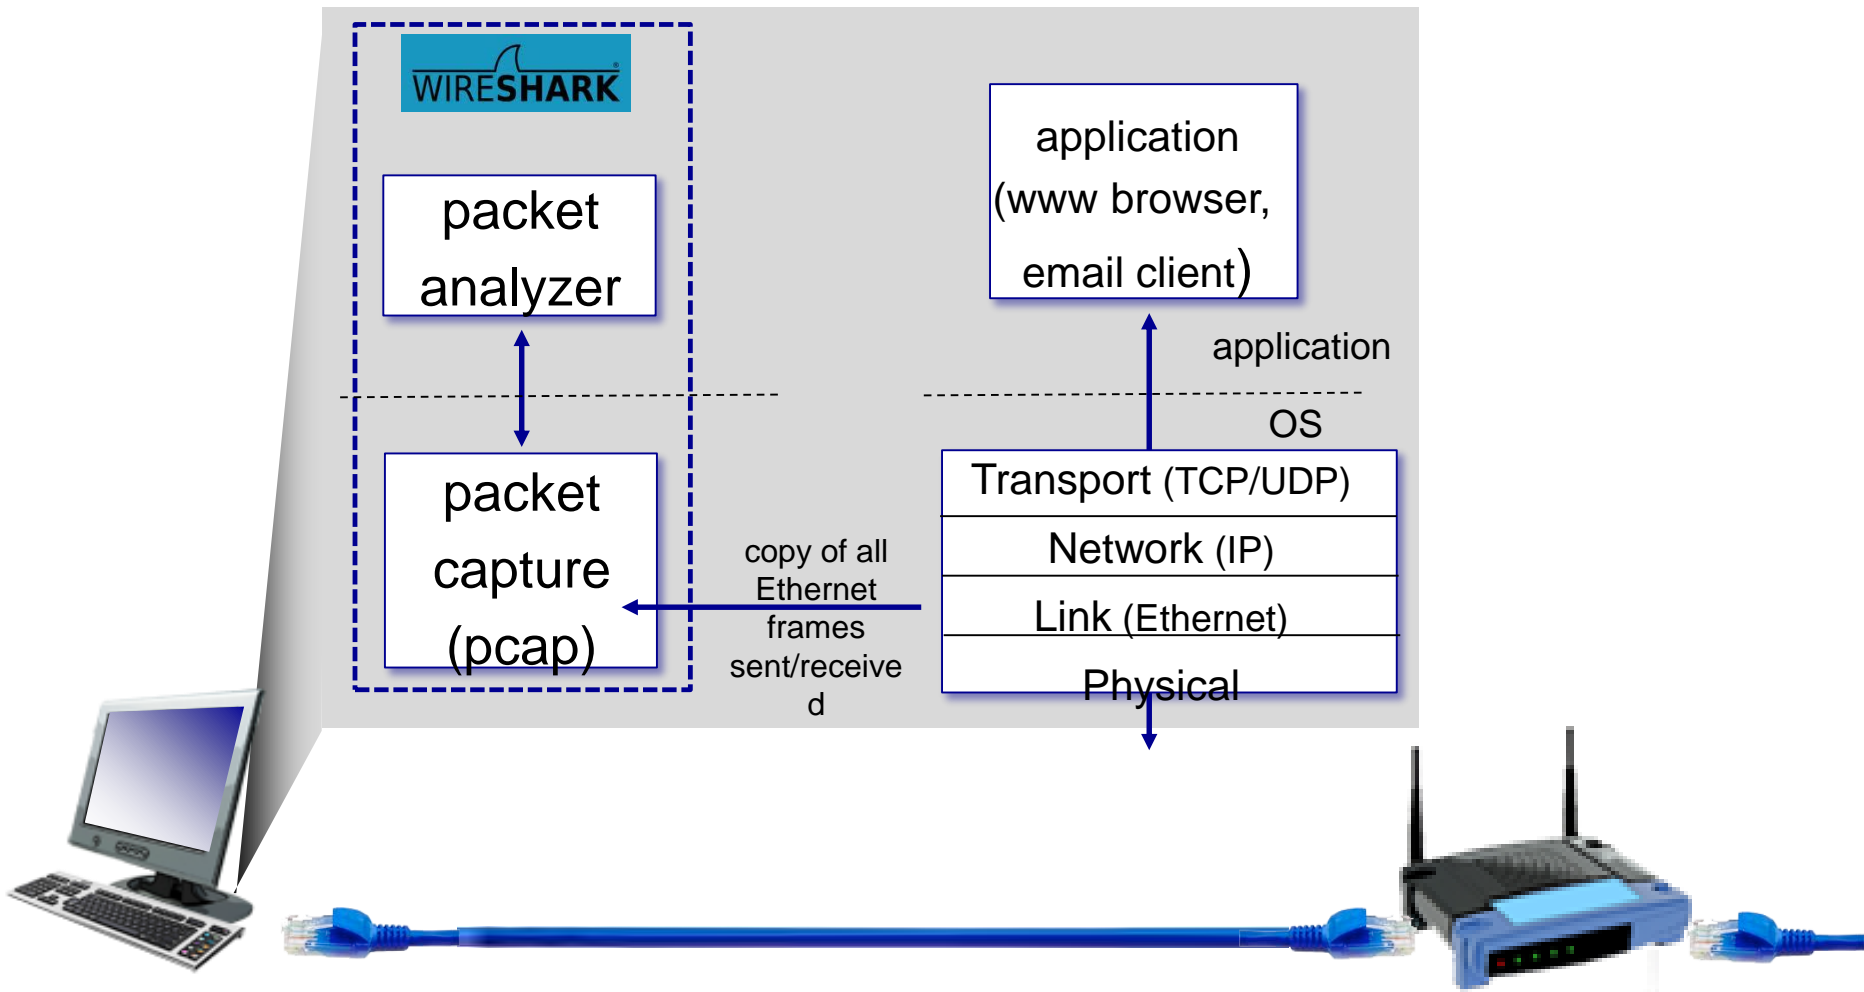 WIRESHARK
®
packet
analyzer
packet
capture
(pcap)
copy of all
Ethernet
frames
sent/receive
d
application
(www browser,
email client)
application
OS
Transport (TCP/UDP)
Network (IP)
Link (Ethernet)
Physical